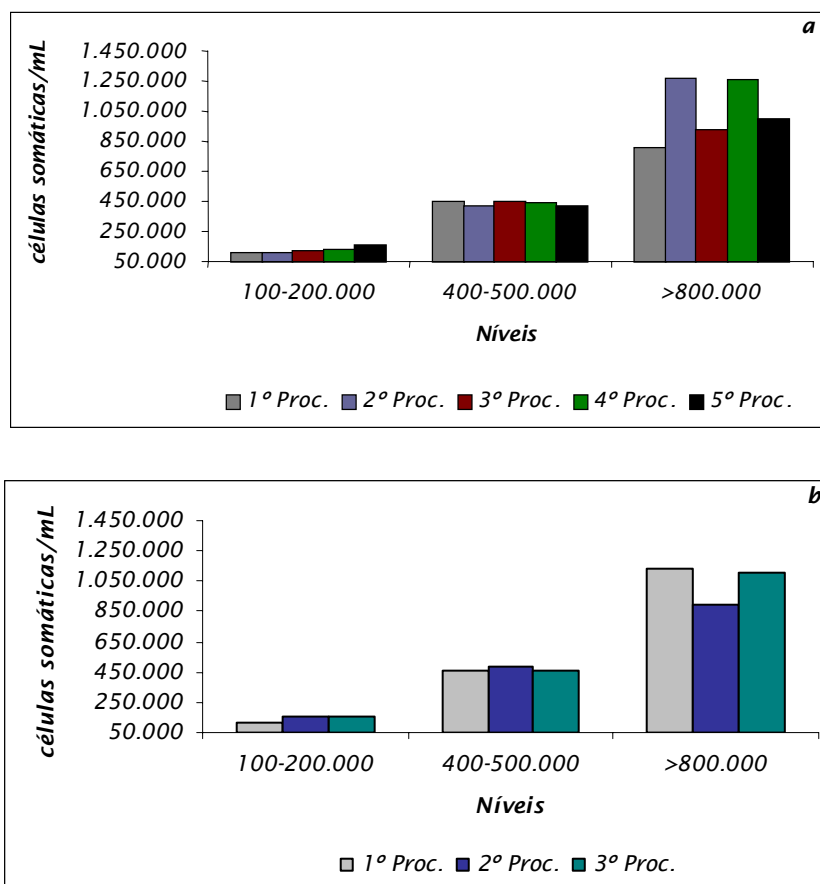 a
células somáticas/mL
1.450.000
1.250.000
1.050.000
850.000
650.000
450.000
250.000
50.000
100-200.000 400-500.000 >800.000
Níveis
1º Proc. 2º Proc. 3º Proc. 4º Proc. 5º Proc.
b
células somáticas/mL
1.450.000
1.250.000
1.050.000
850.000
650.000
450.000
250.000
50.000
100-200.000 400-500.000 >800.000
Níveis
1º Proc. 2º Proc. 3º Proc.